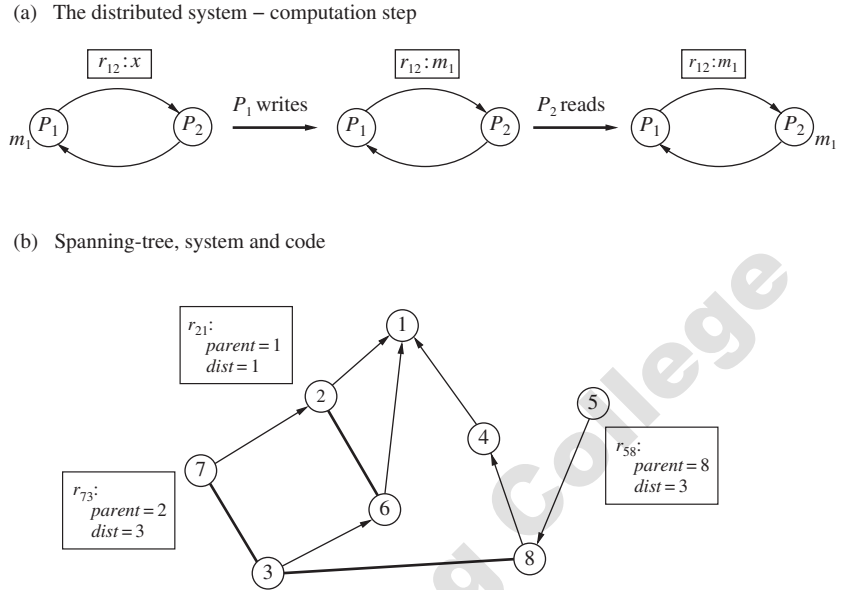 (a) The distributed system – computation step
r12:x
r12:m1
r12:m1
P1 writes
P2 reads
m1
P1
P2
P1
P2
P1
P2
m1
(b) Spanning-tree, system and code
r21:
parent=1
dist=1
1
2
5
4
r58:
parent=8
dist=3
7
r73:
parent=2
dist=3
6
3
8
g College